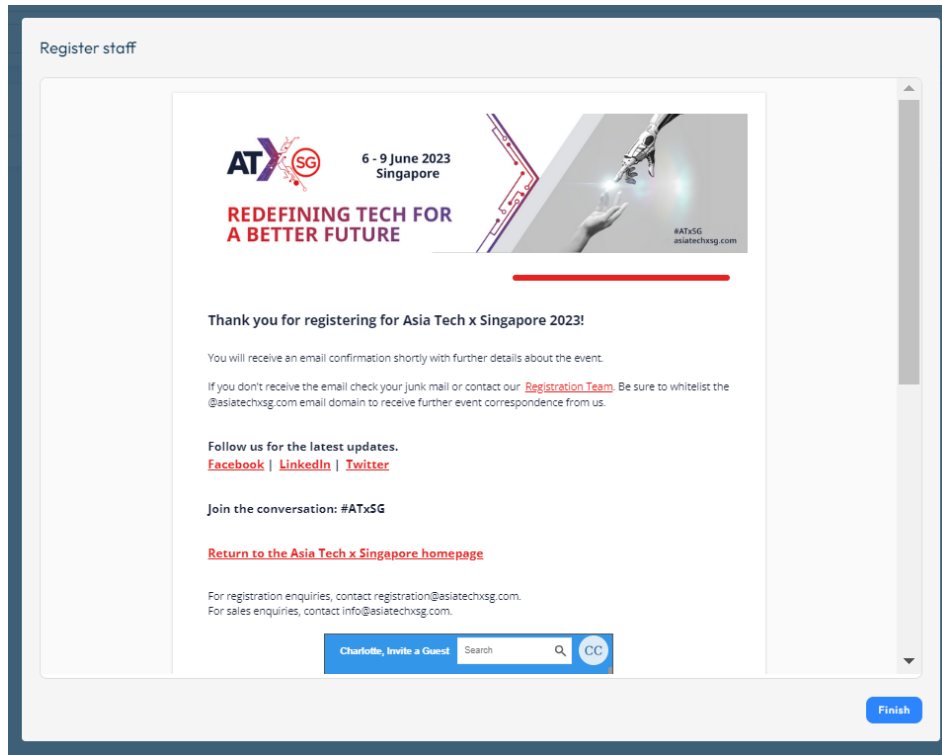 Register staff
ATX SG
6 - 9 June 2023
Singapore
REDEFINING TECH FOR
A BETTER FUTURE
#ATxSG
asiatechxsg.com
Thank you for registering for Asia Tech x Singapore 2023!
You will receive an email confirmation shortly with further details about the event.
If you don't receive the email check your junk mail or contact our Registration Team. Be sure to whitelist the
@asiatechxsg.com email domain to receive further event correspondence from us.
Follow us for the latest updates.
Facebook | LinkedIn | Twitter
Join the conversation: #ATxSG
Return to the Asia Tech x Singapore homepage
For registration enquiries, contact registration@asiatechxsg.com.
For sales enquiries, contact info@asiatechxsg.com.
Charlotte, Invite a Guest Search CC
Finish